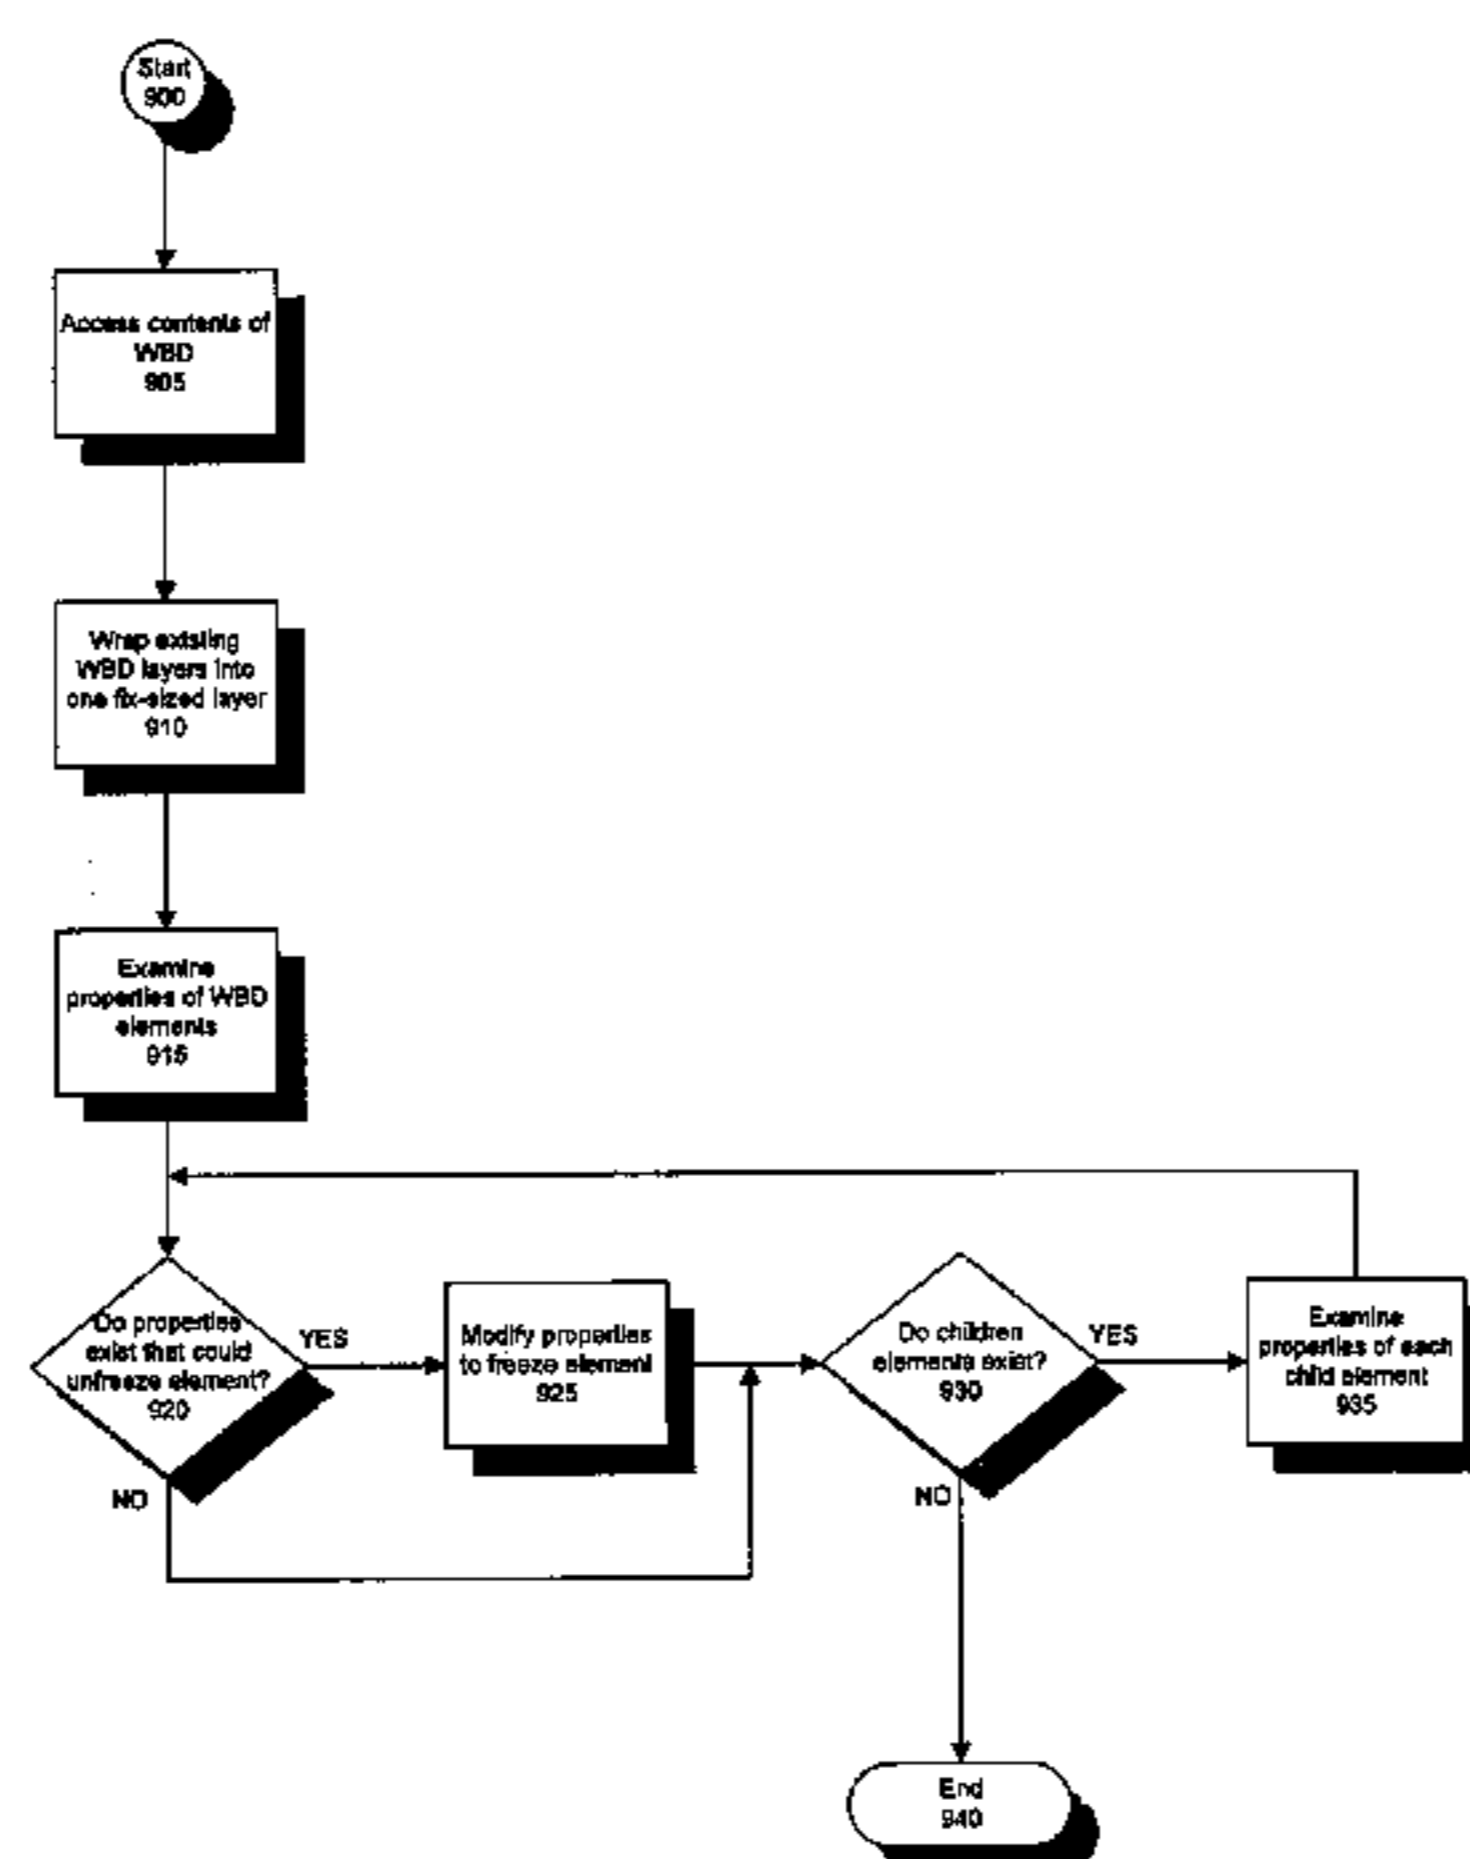 Start
900
Access contents of
WBD
905
Wrap existing
WBD layers into
one fix-sized layer
910
Examine
properties of WBD
elements
915
Do properties
exist that could
unfreeze element?
920
YES
NO
Modify properties
to freeze element
925
Do children
elements exist?
930
YES
NO
Examine
properties of each
child element
935
End
940